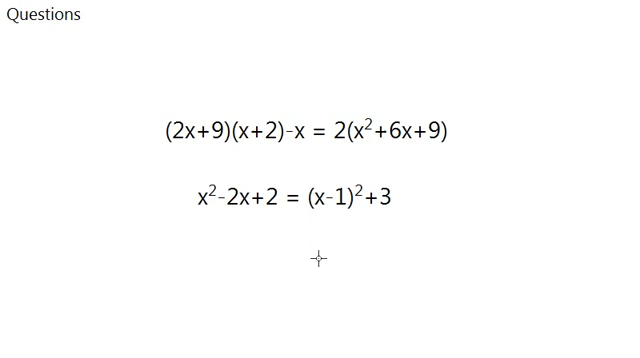 Questions
(2x+9)(x+2)-x = 2(x²+6x+9)
x²-2x+2 = (x-1)²+3